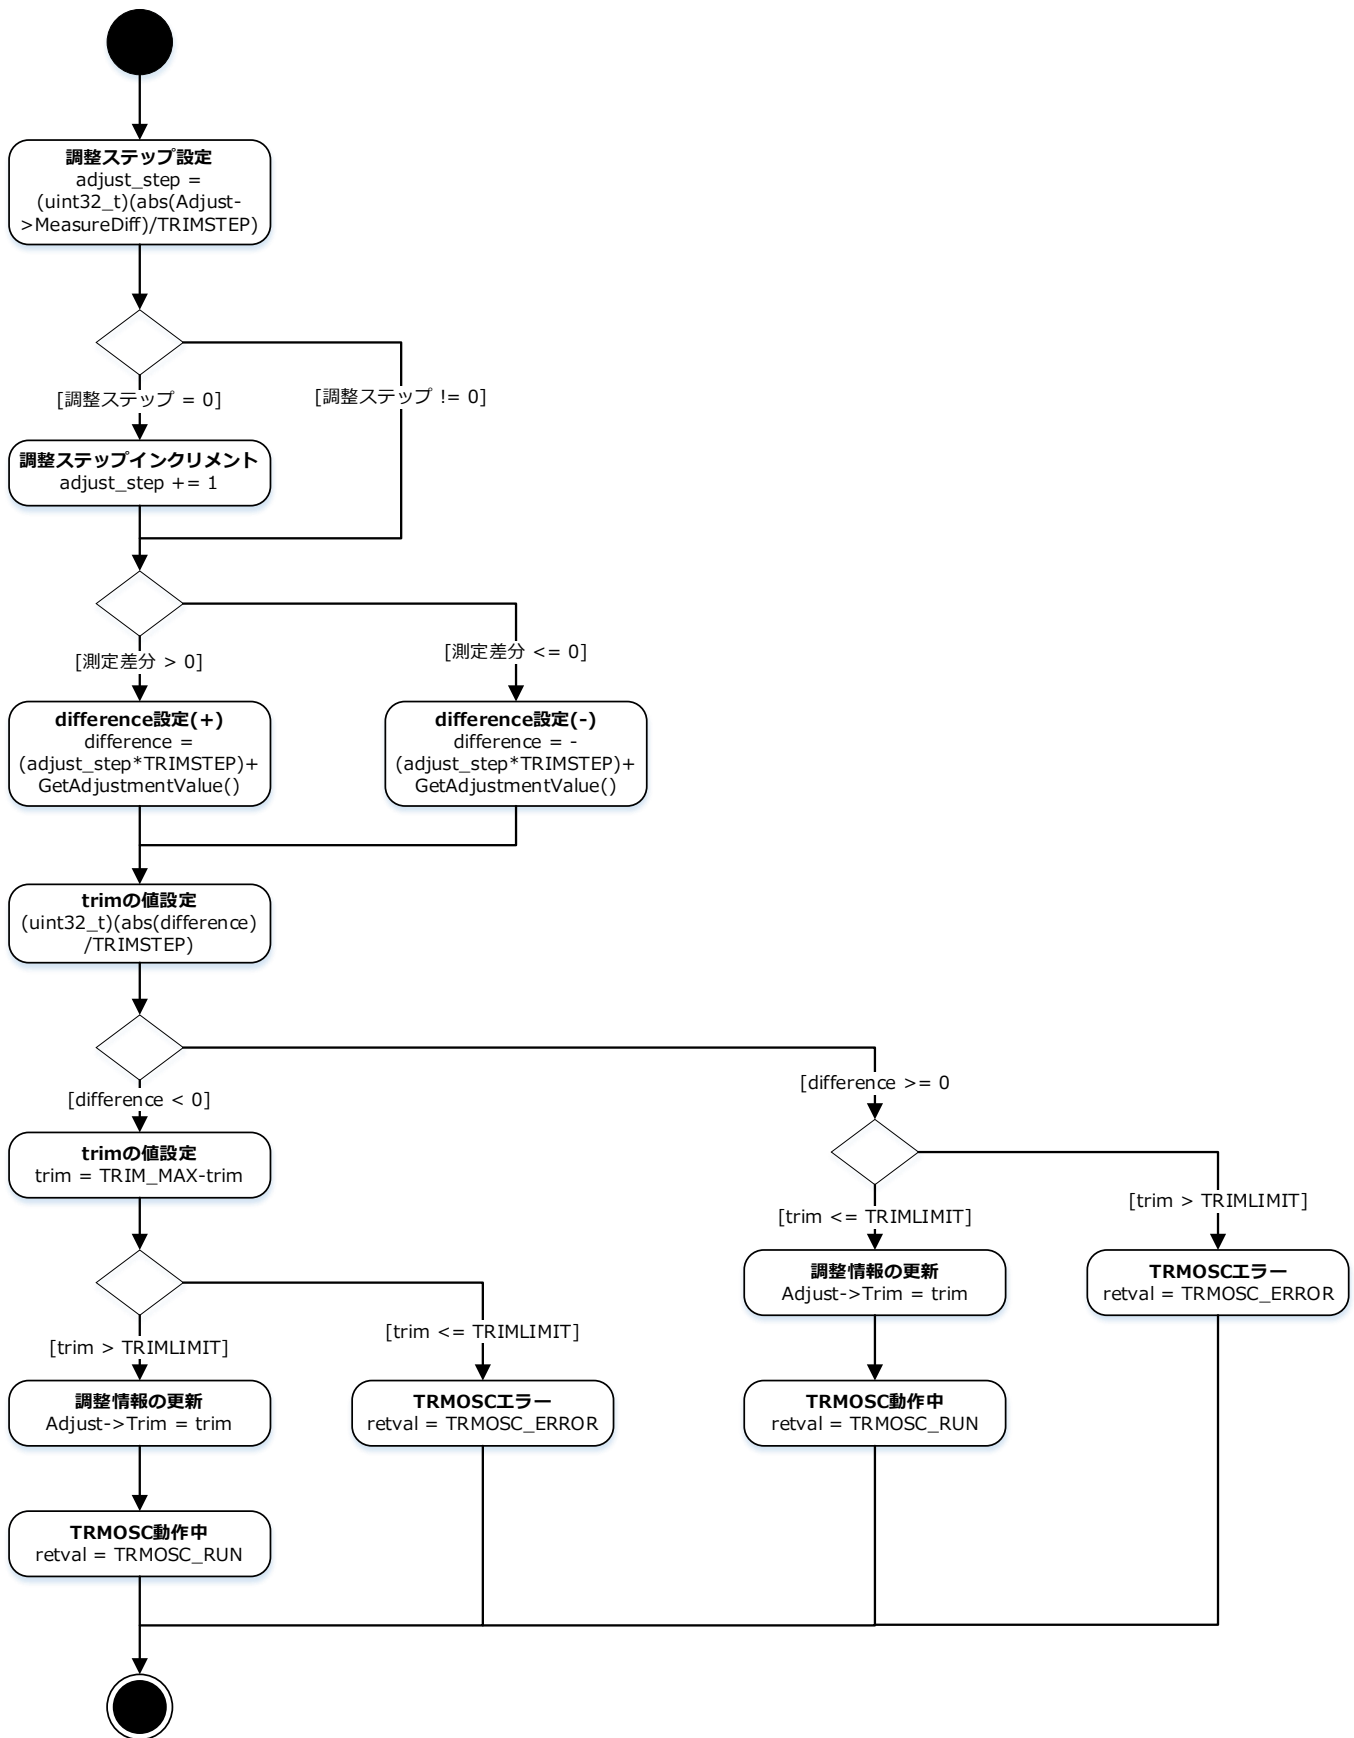 調整ステップ設定
adjust_step =
(uint32_t)(abs(Adjust-
>MeasureDiff)/TRIMSTEP)
[調整ステップ = 0]
[調整ステップ != 0]
調整ステップインクリメント
adjust_step += 1
[測定差分 > 0]
[測定差分 <= 0]
difference設定(+)
difference =
(adjust_step*TRIMSTEP)+
GetAdjustmentValue()
difference設定(-)
difference = -
(adjust_step*TRIMSTEP)+
GetAdjustmentValue()
trimの値設定
(uint32_t)(abs(difference)
/TRIMSTEP)
[difference < 0]
[difference >= 0
trimの値設定
trim = TRIM_MAX-trim
[trim <= TRIMLIMIT]
[trim > TRIMLIMIT]
調整情報の更新
Adjust->Trim = trim
TRMOSCエラー
retval = TRMOSC_ERROR
[trim > TRIMLIMIT]
[trim <= TRIMLIMIT]
調整情報の更新
Adjust->Trim = trim
TRMOSCエラー
retval = TRMOSC_ERROR
TRMOSC動作中
retval = TRMOSC_RUN
TRMOSC動作中
retval = TRMOSC_RUN